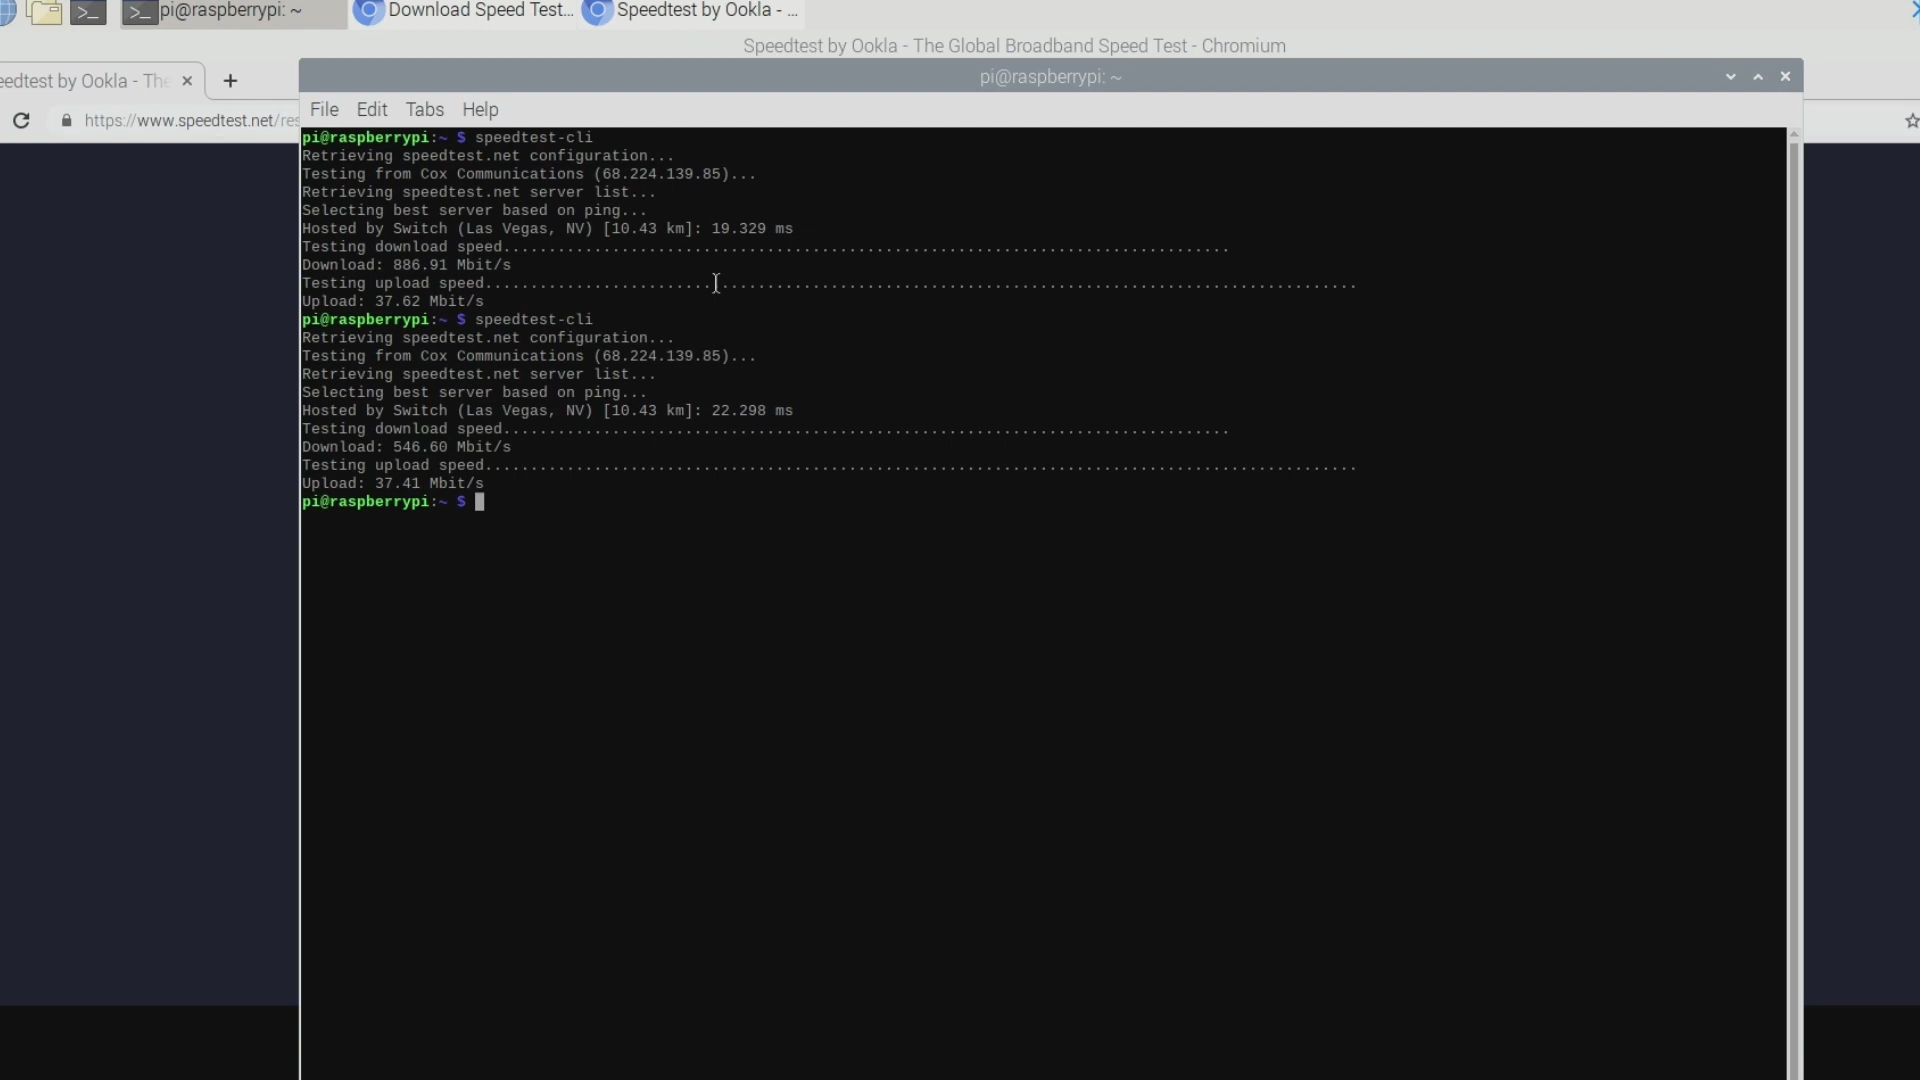 pi@raspberrypi: ~
Download Speed Test...
Speedtest by Ookla - ...
Speedtest by Ookla - The Global Broadband Speed Test - Chromium
eedtest by Ookla - The
pi@raspberrypi: ~
https://www.speedtest.net/res
File Edit Tabs Help
pi@raspberrypi:~ $ speedtest-cli
Retrieving speedtest.net configuration...
Testing from Cox Communications (68.224.139.85)...
Retrieving speedtest.net server list...
Selecting best server based on ping...
Hosted by Switch (Las Vegas, NV) [10.43 km]: 19.329 ms
Testing download speed................................................................................
Download: 886.91 Mbit/s
Testing upload speed................................................................................................
Upload: 37.62 Mbit/s
pi@raspberrypi:~ $ speedtest-cli
Retrieving speedtest.net configuration...
Testing from Cox Communications (68.224.139.85)...
Retrieving speedtest.net server list...
Selecting best server based on ping...
Hosted by Switch (Las Vegas, NV) [10.43 km]: 22.298 ms
Testing download speed................................................................................
Download: 546.60 Mbit/s
Testing upload speed................................................................................................
Upload: 37.41 Mbit/s
pi@raspberrypi:~ $